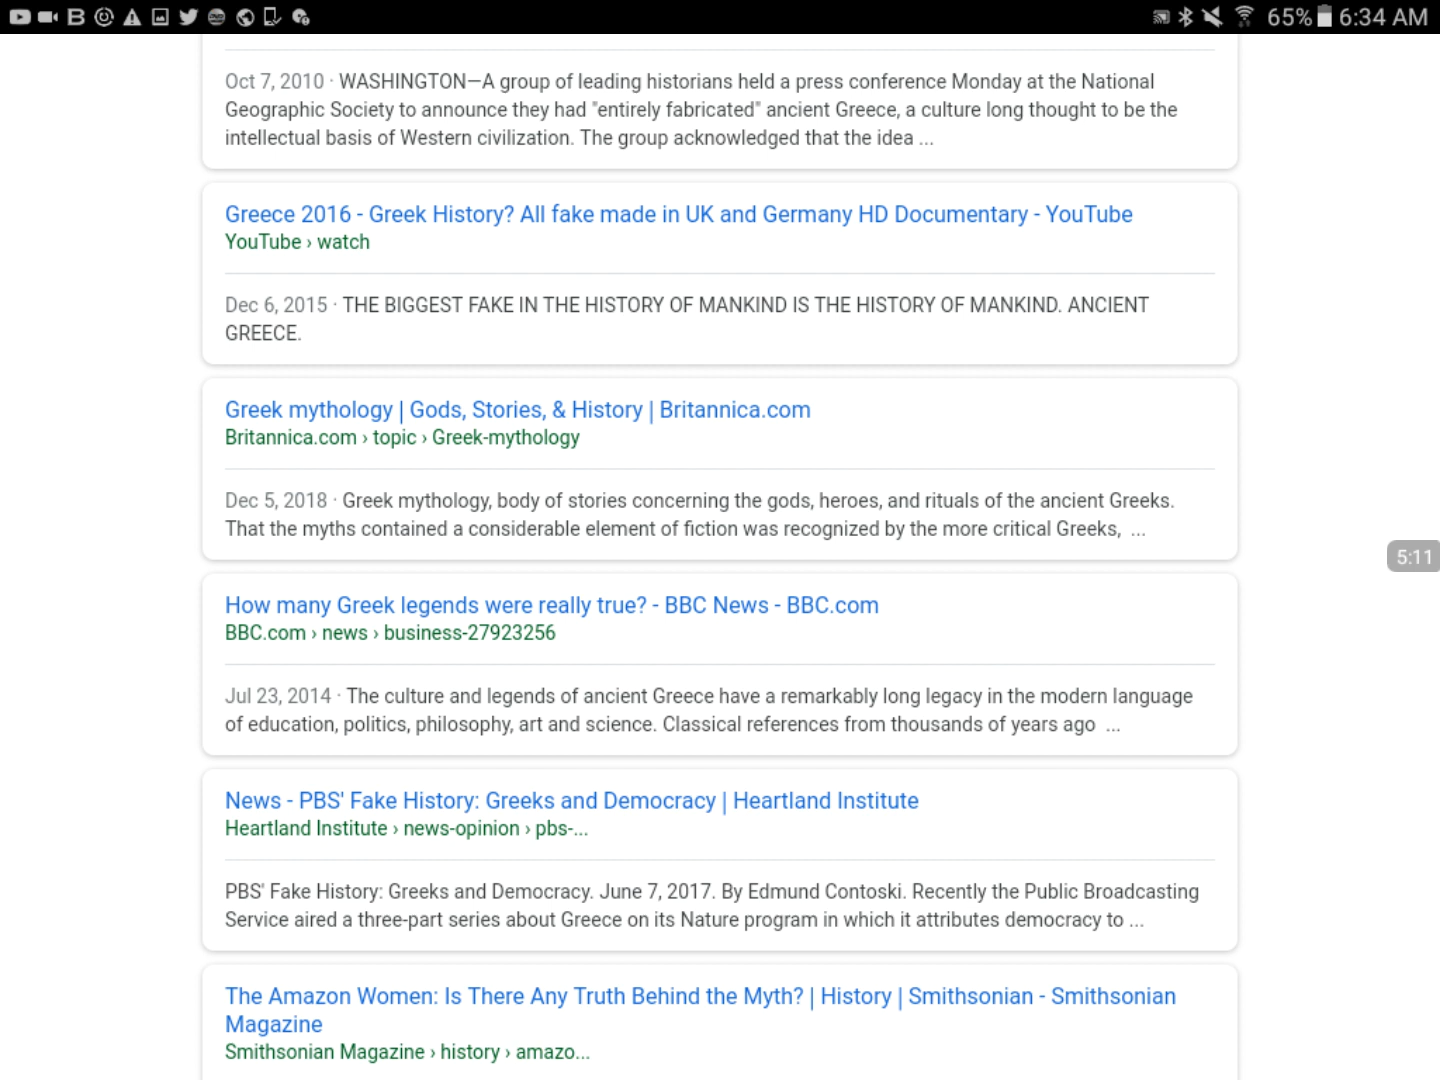 65% 6:34 AM
Oct 7, 2010 · WASHINGTON—A group of leading historians held a press conference Monday at the National
Geographic Society to announce they had "entirely fabricated" ancient Greece, a culture long thought to be the
intellectual basis of Western civilization. The group acknowledged that the idea ...
Greece 2016 - Greek History? All fake made in UK and Germany HD Documentary - YouTube
YouTube › watch
Dec 6, 2015 · THE BIGGEST FAKE IN THE HISTORY OF MANKIND IS THE HISTORY OF MANKIND. ANCIENT
GREECE.
Greek mythology | Gods, Stories, & History | Britannica.com
Britannica.com › topic › Greek-mythology
Dec 5, 2018 · Greek mythology, body of stories concerning the gods, heroes, and rituals of the ancient Greeks.
That the myths contained a considerable element of fiction was recognized by the more critical Greeks, ...
5:11
How many Greek legends were really true? - BBC News - BBC.com
BBC.com › news › business-27923256
Jul 23, 2014 · The culture and legends of ancient Greece have a remarkably long legacy in the modern language
of education, politics, philosophy, art and science. Classical references from thousands of years ago ...
News - PBS' Fake History: Greeks and Democracy | Heartland Institute
Heartland Institute › news-opinion › pbs-...
PBS' Fake History: Greeks and Democracy. June 7, 2017. By Edmund Contoski. Recently the Public Broadcasting
Service aired a three-part series about Greece on its Nature program in which it attributes democracy to ...
The Amazon Women: Is There Any Truth Behind the Myth? | History | Smithsonian - Smithsonian
Magazine
Smithsonian Magazine › history › amazo...